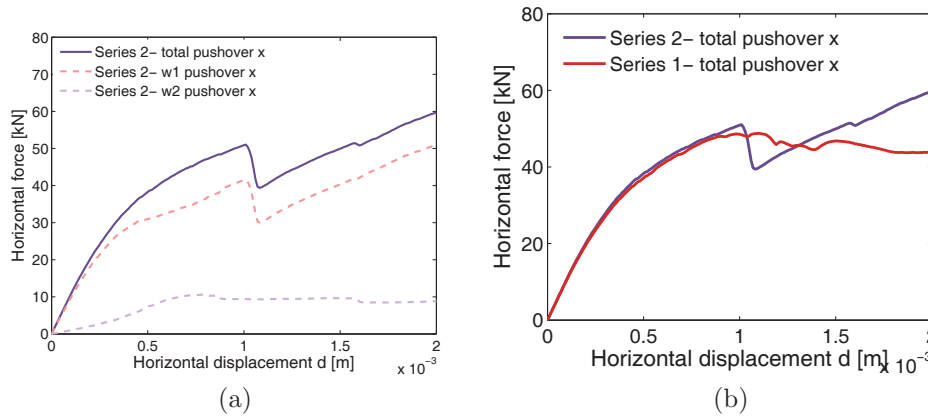 80
70
60
50
40
30
20
10
0
Horizontal force [kN]
Series 2− total pushover x
Series 2− w1 pushover x
Series 2− w2 pushover x
0 0.5 1 1.5 2
Horizontal displacement d [m]
x 10⁻³
(a)
80
60
40
20
0
Horizontal force [kN]
Series 2− total pushover x
Series 1− total pushover x
0 0.5 1 1.5 2
Horizontal displacement d [m]
x 10⁻³
(b)